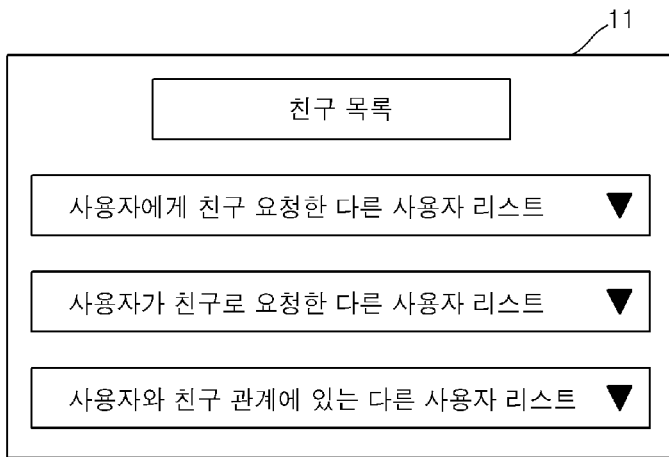 11
친구 목록
사용자에게 친구 요청한 다른 사용자 리스트 ▼
사용자가 친구로 요청한 다른 사용자 리스트 ▼
사용자와 친구 관계에 있는 다른 사용자 리스트 ▼